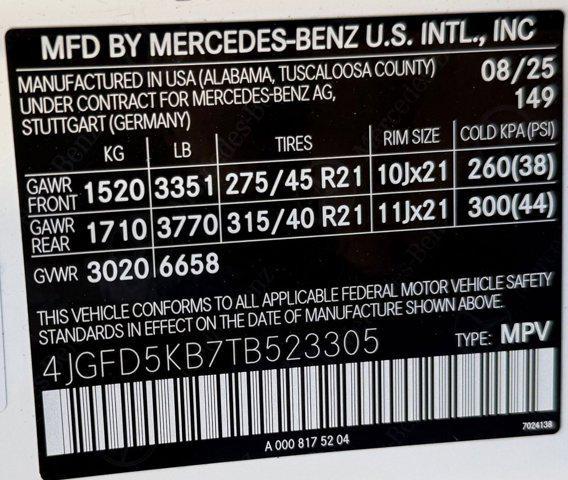 MFD BY MERCEDES-BENZ U.S. INTL., INC
MANUFACTURED IN USA (ALABAMA, TUSCALOOSA COUNTY) 08/25
UNDER CONTRACT FOR MERCEDES-BENZ AG, 149
STUTTGART (GERMANY)
KG LB TIRES RIM SIZE COLD KPA (PSI)
GAWR FRONT 1520 3351 275/45 R21 10Jx21 260(38)
GAWR REAR 1710 3770 315/40 R21 11Jx21 300(44)
GVWR 3020 6658
THIS VEHICLE CONFORMS TO ALL APPLICABLE FEDERAL MOTOR VEHICLE SAFETY
STANDARDS IN EFFECT ON THE DATE OF MANUFACTURE SHOWN ABOVE.
4JGFD5KB7TB523305 TYPE: MPV
A 000 817 52 04 7024138